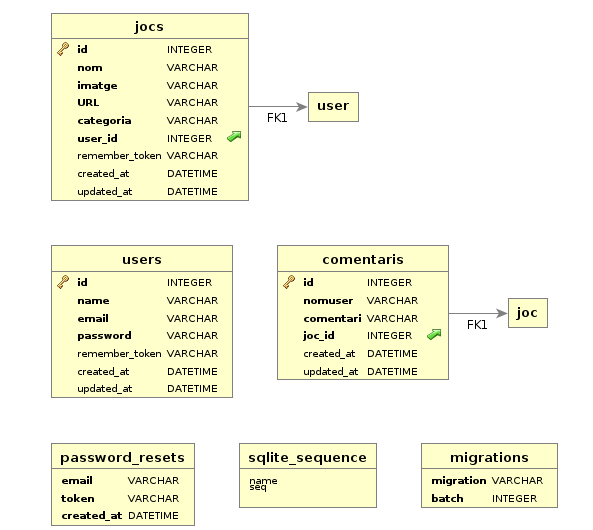 jocs
id INTEGER
nom VARCHAR
imatge VARCHAR
URL VARCHAR
categoria VARCHAR
user_id INTEGER
remember_token VARCHAR
created_at DATETIME
updated_at DATETIME
FK1
user
users
id INTEGER
name VARCHAR
email VARCHAR
password VARCHAR
remember_token VARCHAR
created_at DATETIME
updated_at DATETIME
comentaris
id INTEGER
nomuser VARCHAR
comentari VARCHAR
joc_id INTEGER
created_at DATETIME
updated_at DATETIME
FK1
joc
password_resets
email VARCHAR
token VARCHAR
created_at DATETIME
sqlite_sequence
name
seq
migrations
migration VARCHAR
batch INTEGER